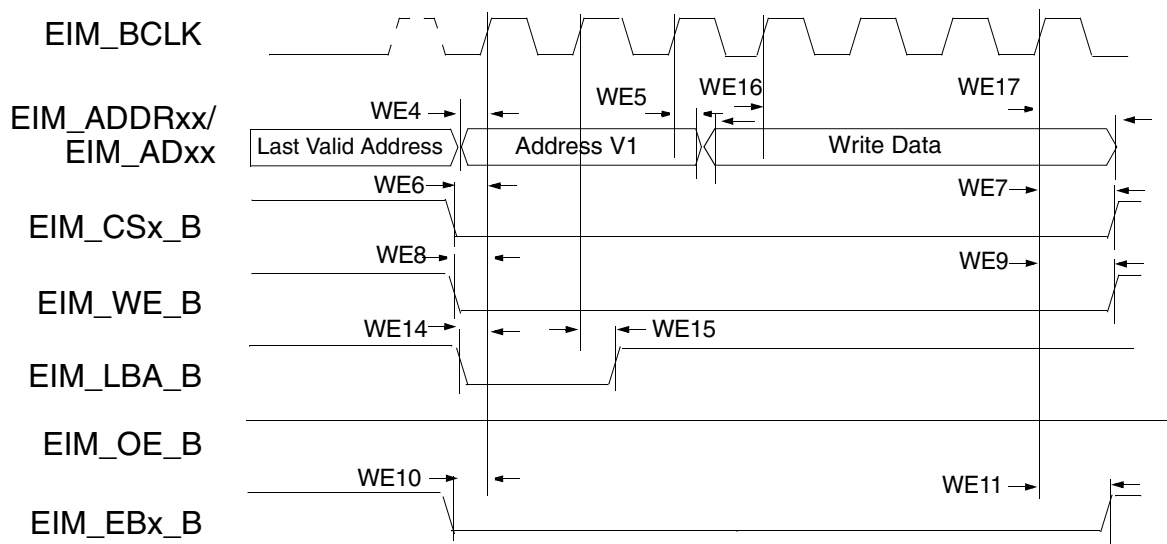 EIM_BCLK
EIM_ADDRxx/
EIM_ADxx
WE4
WE5
WE16
WE17
Last Valid Address
Address V1
Write Data
WE6
WE7
EIM_CSx_B
WE8
WE9
EIM_WE_B
WE14
WE15
EIM_LBA_B
EIM_OE_B
WE10
WE11
EIM_EBx_B